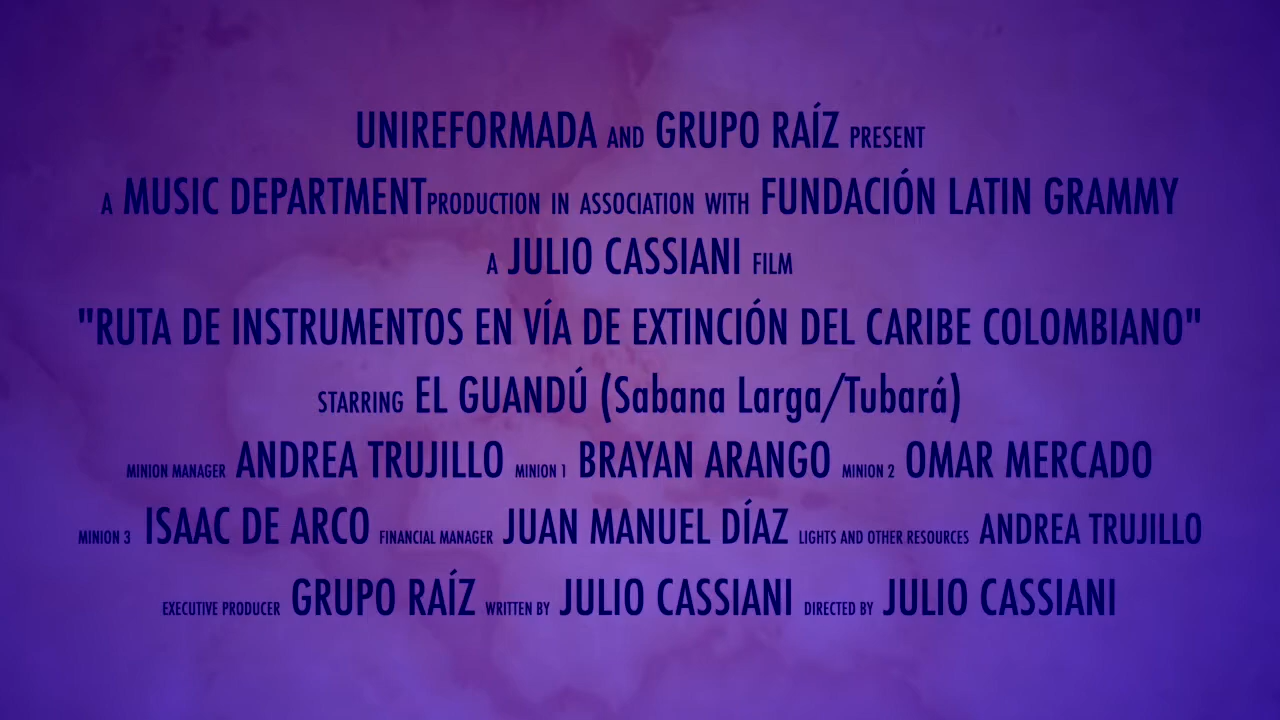 UNIREFORMADA AND GRUPO RAÍZ PRESENT
A MUSIC DEPARTMENTPRODUCTION IN ASSOCIATION WITH FUNDACIÓN LATIN GRAMMY
A JULIO CASSIANI FILM
"RUTA DE INSTRUMENTOS EN VÍA DE EXTINCIÓN DEL CARIBE COLOMBIANO"
STARRING EL GUANDÚ (Sabana Larga/Tubará)
MINION MANAGER ANDREA TRUJILLO MINION 1 BRAYAN ARANGO MINION 2 OMAR MERCADO
MINION 3 ISAAC DE ARCO FINANCIAL MANAGER JUAN MANUEL DÍAZ LIGHTS AND OTHER RESOURCES ANDREA TRUJILLO
EXECUTIVE PRODUCER GRUPO RAÍZ WRITTEN BY JULIO CASSIANI DIRECTED BY JULIO CASSIANI